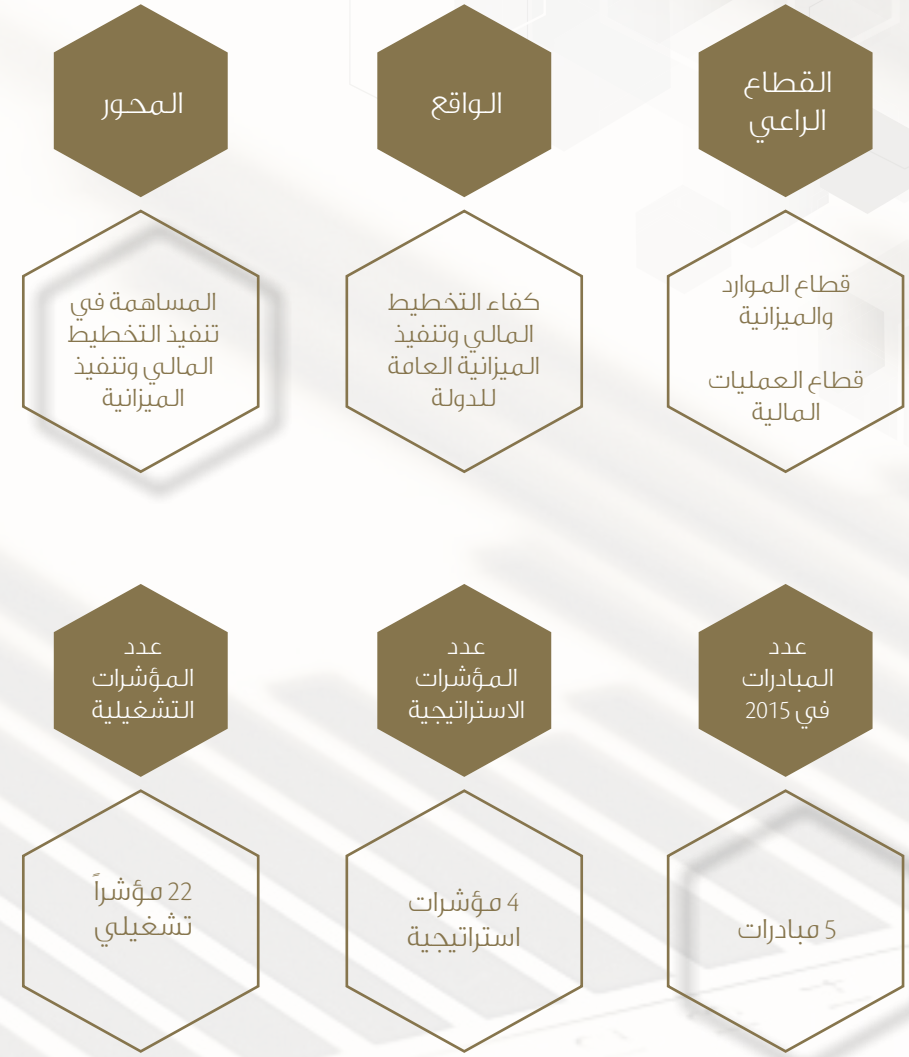 القطاع
الراعي
الواقع
المحور
قطاع الموارد
والميزانية
قطاع العمليات
المالية
كفاء التخطيط
المالي وتنفيذ
الميزانية العامة
للدولة
المساهمة في
تنفيذ التخطيط
المالي وتنفيذ
الميزانية
عدد
المبادرات
في 2015
عدد
المؤشرات
الاستراتيجية
عدد
المؤشرات
التشغيلية
5 مبادرات
4 مؤشرات
استراتيجية
22 مؤشراً
تشغيلي